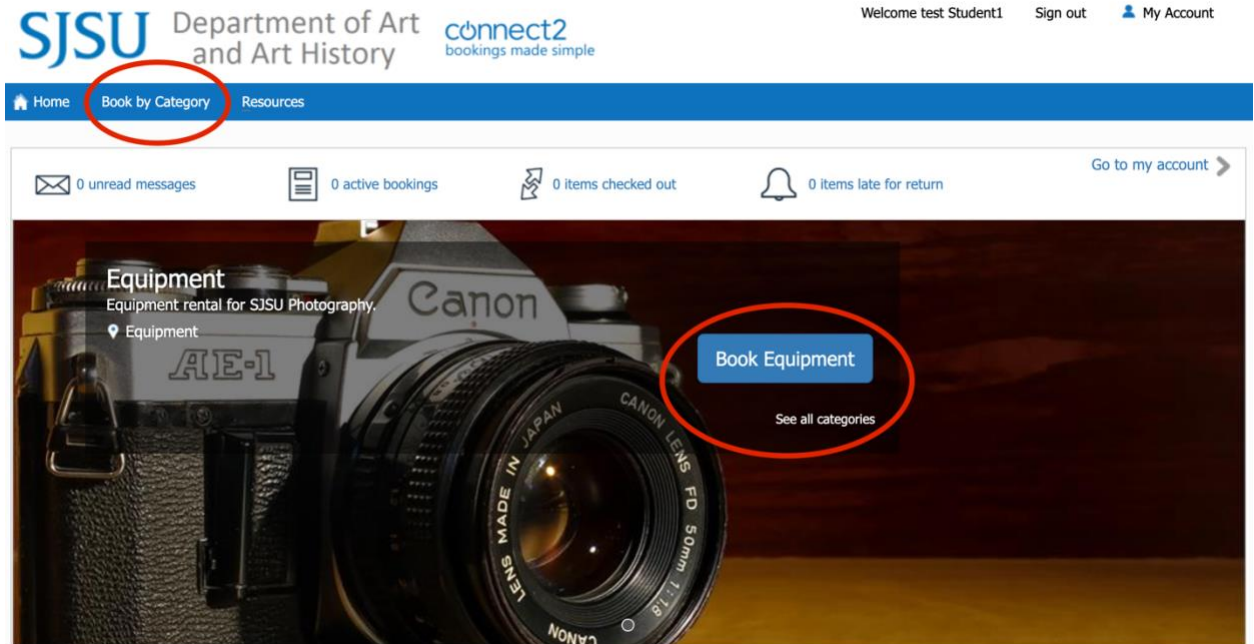 SJSU Department of Art
and Art History
connect2
bookings made simple
Welcome test Student1 Sign out My Account
Home Book by Category Resources
0 unread messages 0 active bookings 0 items checked out 0 items late for return Go to my account
Equipment
Equipment rental for SJSU Photography.
Equipment
Canon
AE-1
Book Equipment
See all categories
CANON LENS FD 50mm 1:1.8
LENS MADE IN JAPAN
CANON